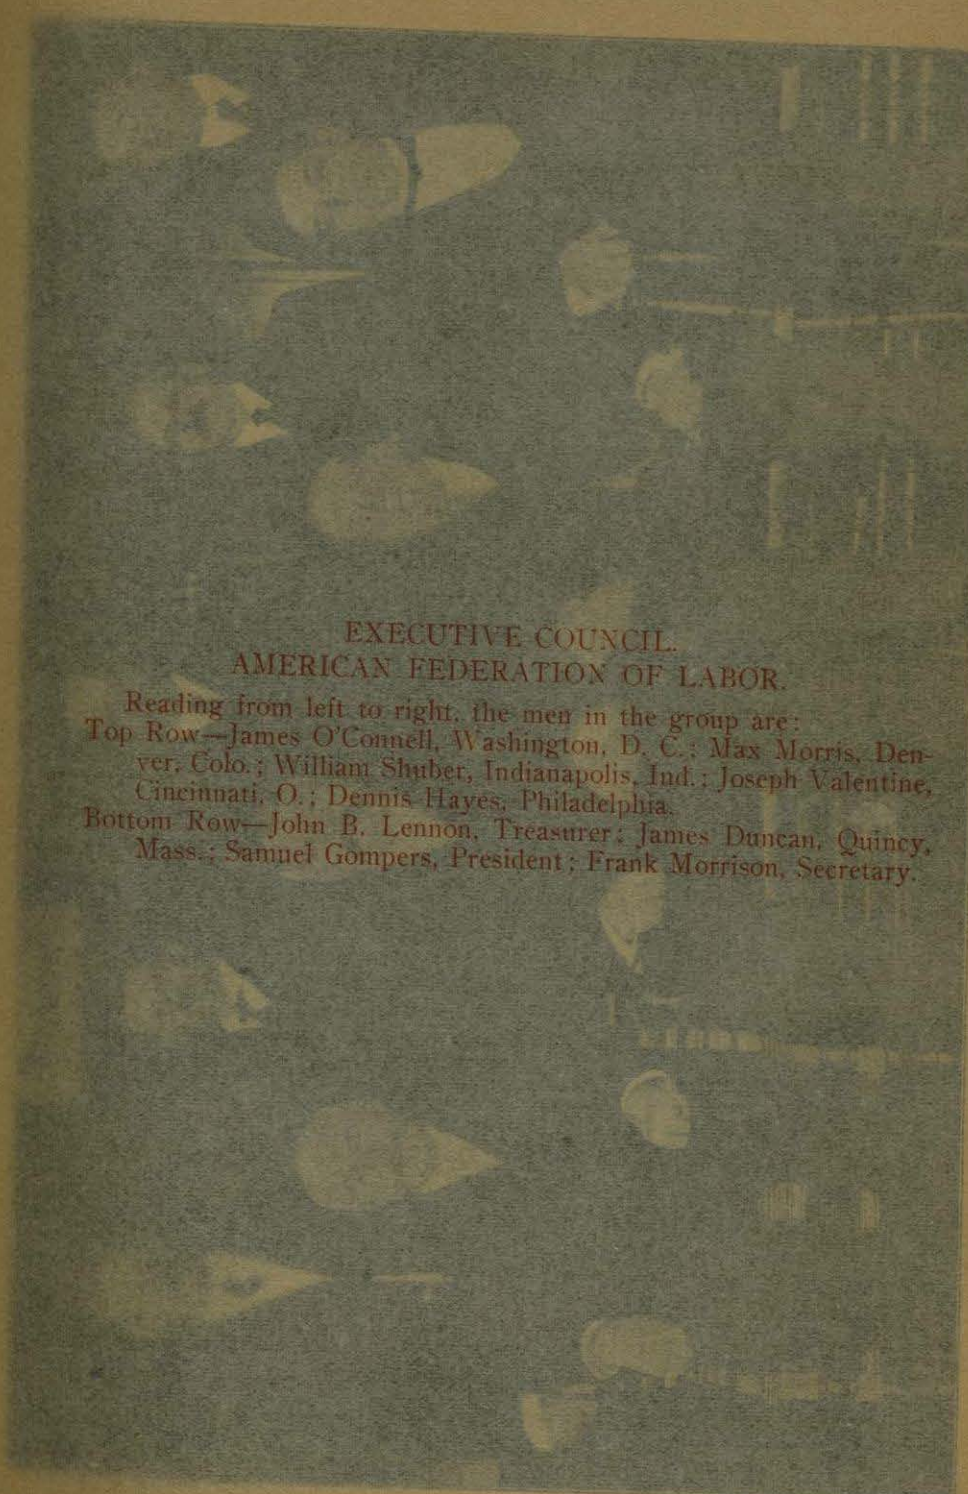 EXECUTIVE COUNCIL.
AMERICAN FEDERATION OF LABOR.
Reading from left to right, the men in the group are:
Top Row—James O'Connell, Washington, D. C.; Max Morris, Den-
ver, Colo.; William Shuber, Indianapolis, Ind.; Joseph Valentine,
Cincinnati, O.; Dennis Hayes, Philadelphia.
Bottom Row—John B. Lennon, Treasurer; James Duncan, Quincy,
Mass.; Samuel Gompers, President; Frank Morrison, Secretary.